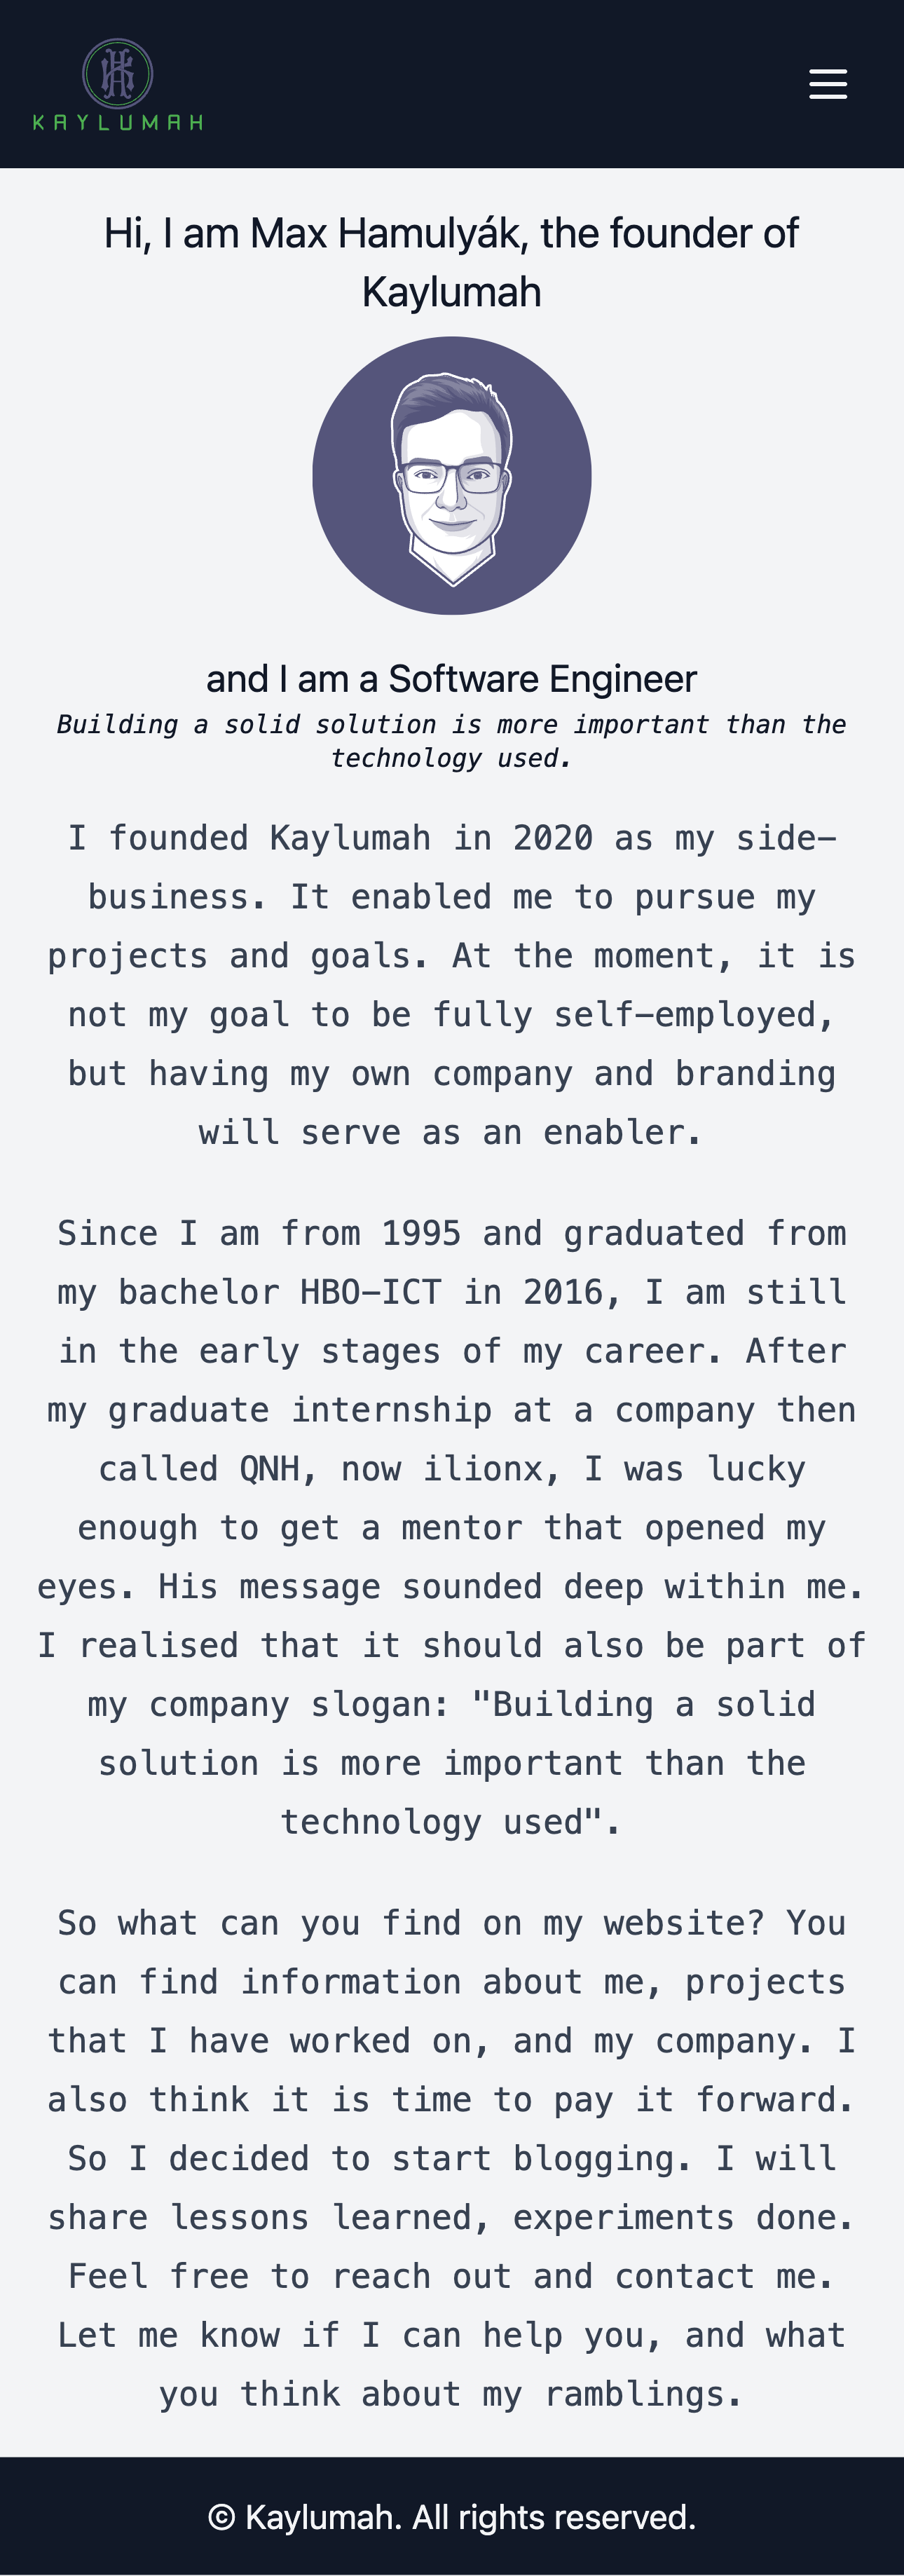 KAYLUMAH
Hi, I am Max Hamulyák, the founder of
Kaylumah
and I am a Software Engineer
Building a solid solution is more important than the
technology used.
I founded Kaylumah in 2020 as my side-
business. It enabled me to pursue my
projects and goals. At the moment, it is
not my goal to be fully self-employed,
but having my own company and branding
will serve as an enabler.
Since I am from 1995 and graduated from
my bachelor HBO-ICT in 2016, I am still
in the early stages of my career. After
my graduate internship at a company then
called QNH, now ilionx, I was lucky
enough to get a mentor that opened my
eyes. His message sounded deep within me.
I realised that it should also be part of
my company slogan: "Building a solid
solution is more important than the
technology used".
So what can you find on my website? You
can find information about me, projects
that I have worked on, and my company. I
also think it is time to pay it forward.
So I decided to start blogging. I will
share lessons learned, experiments done.
Feel free to reach out and contact me.
Let me know if I can help you, and what
you think about my ramblings.
© Kaylumah. All rights reserved.